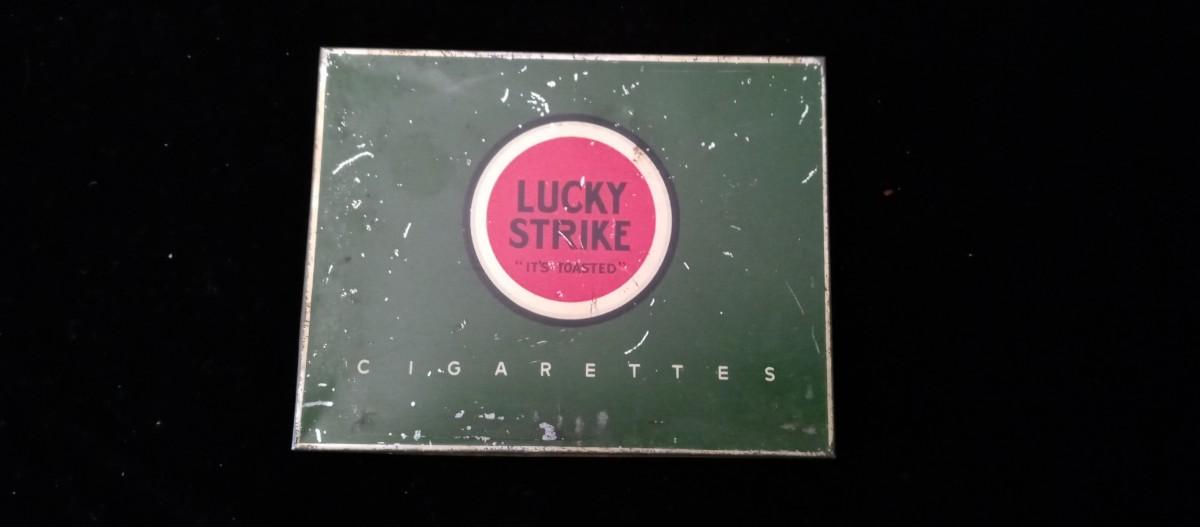 LUCKY
STRIKE
"IT'S TOASTED"
CIGARETTES